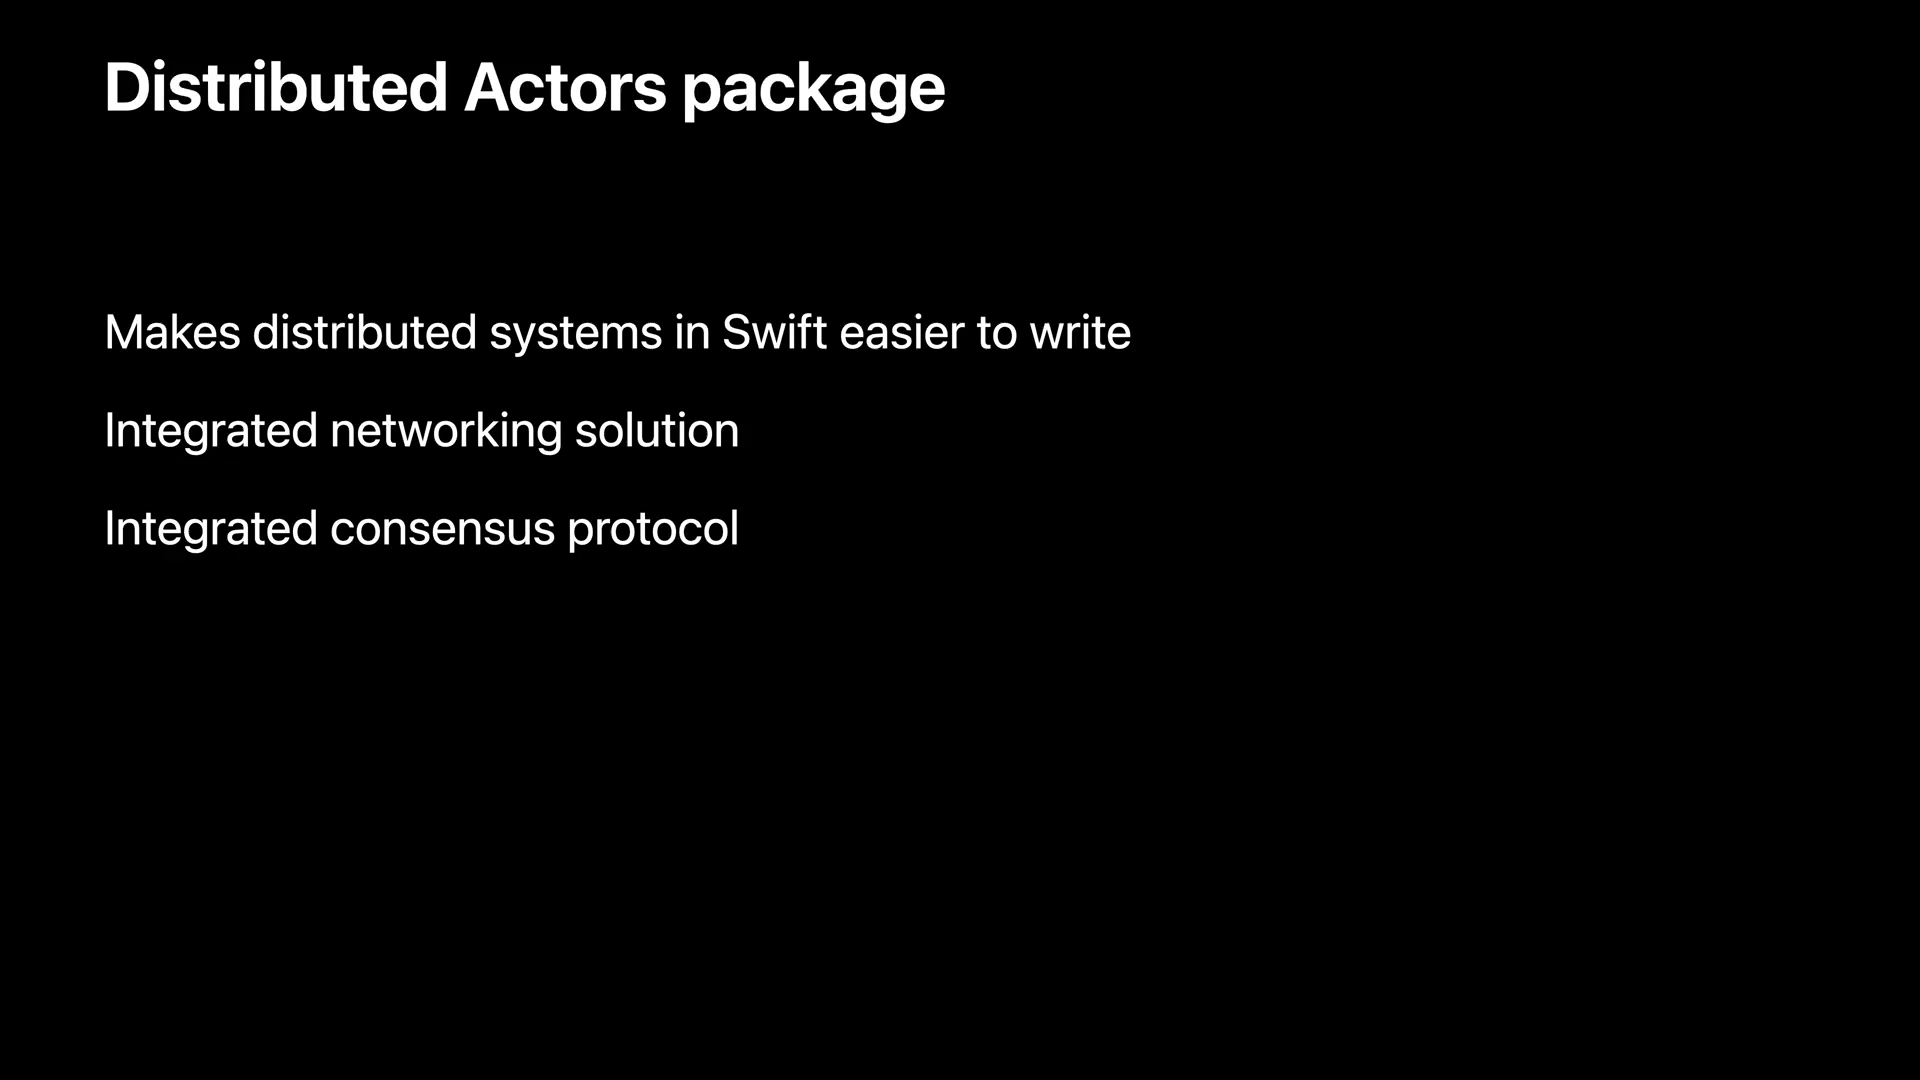 Distributed Actors package
Makes distributed systems in Swift easier to write
Integrated networking solution
Integrated consensus protocol